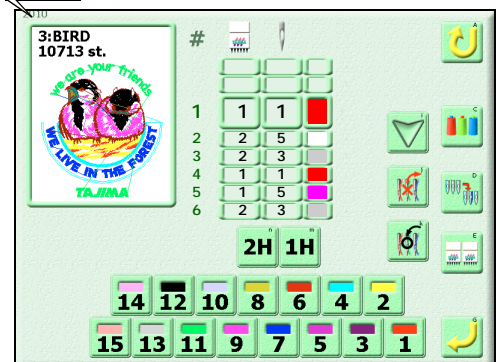 2010
3:BIRD
10713 st.
we are your friends
WE LIVE IN THE FOREST
TAJIMA
#
1 1 1
2 2 5
3 2 3
4 1 1
5 1 5
6 2 3
2H 1H
14 12 10 8 6 4 2
15 13 11 9 7 5 3 1
A
C
D
E
G